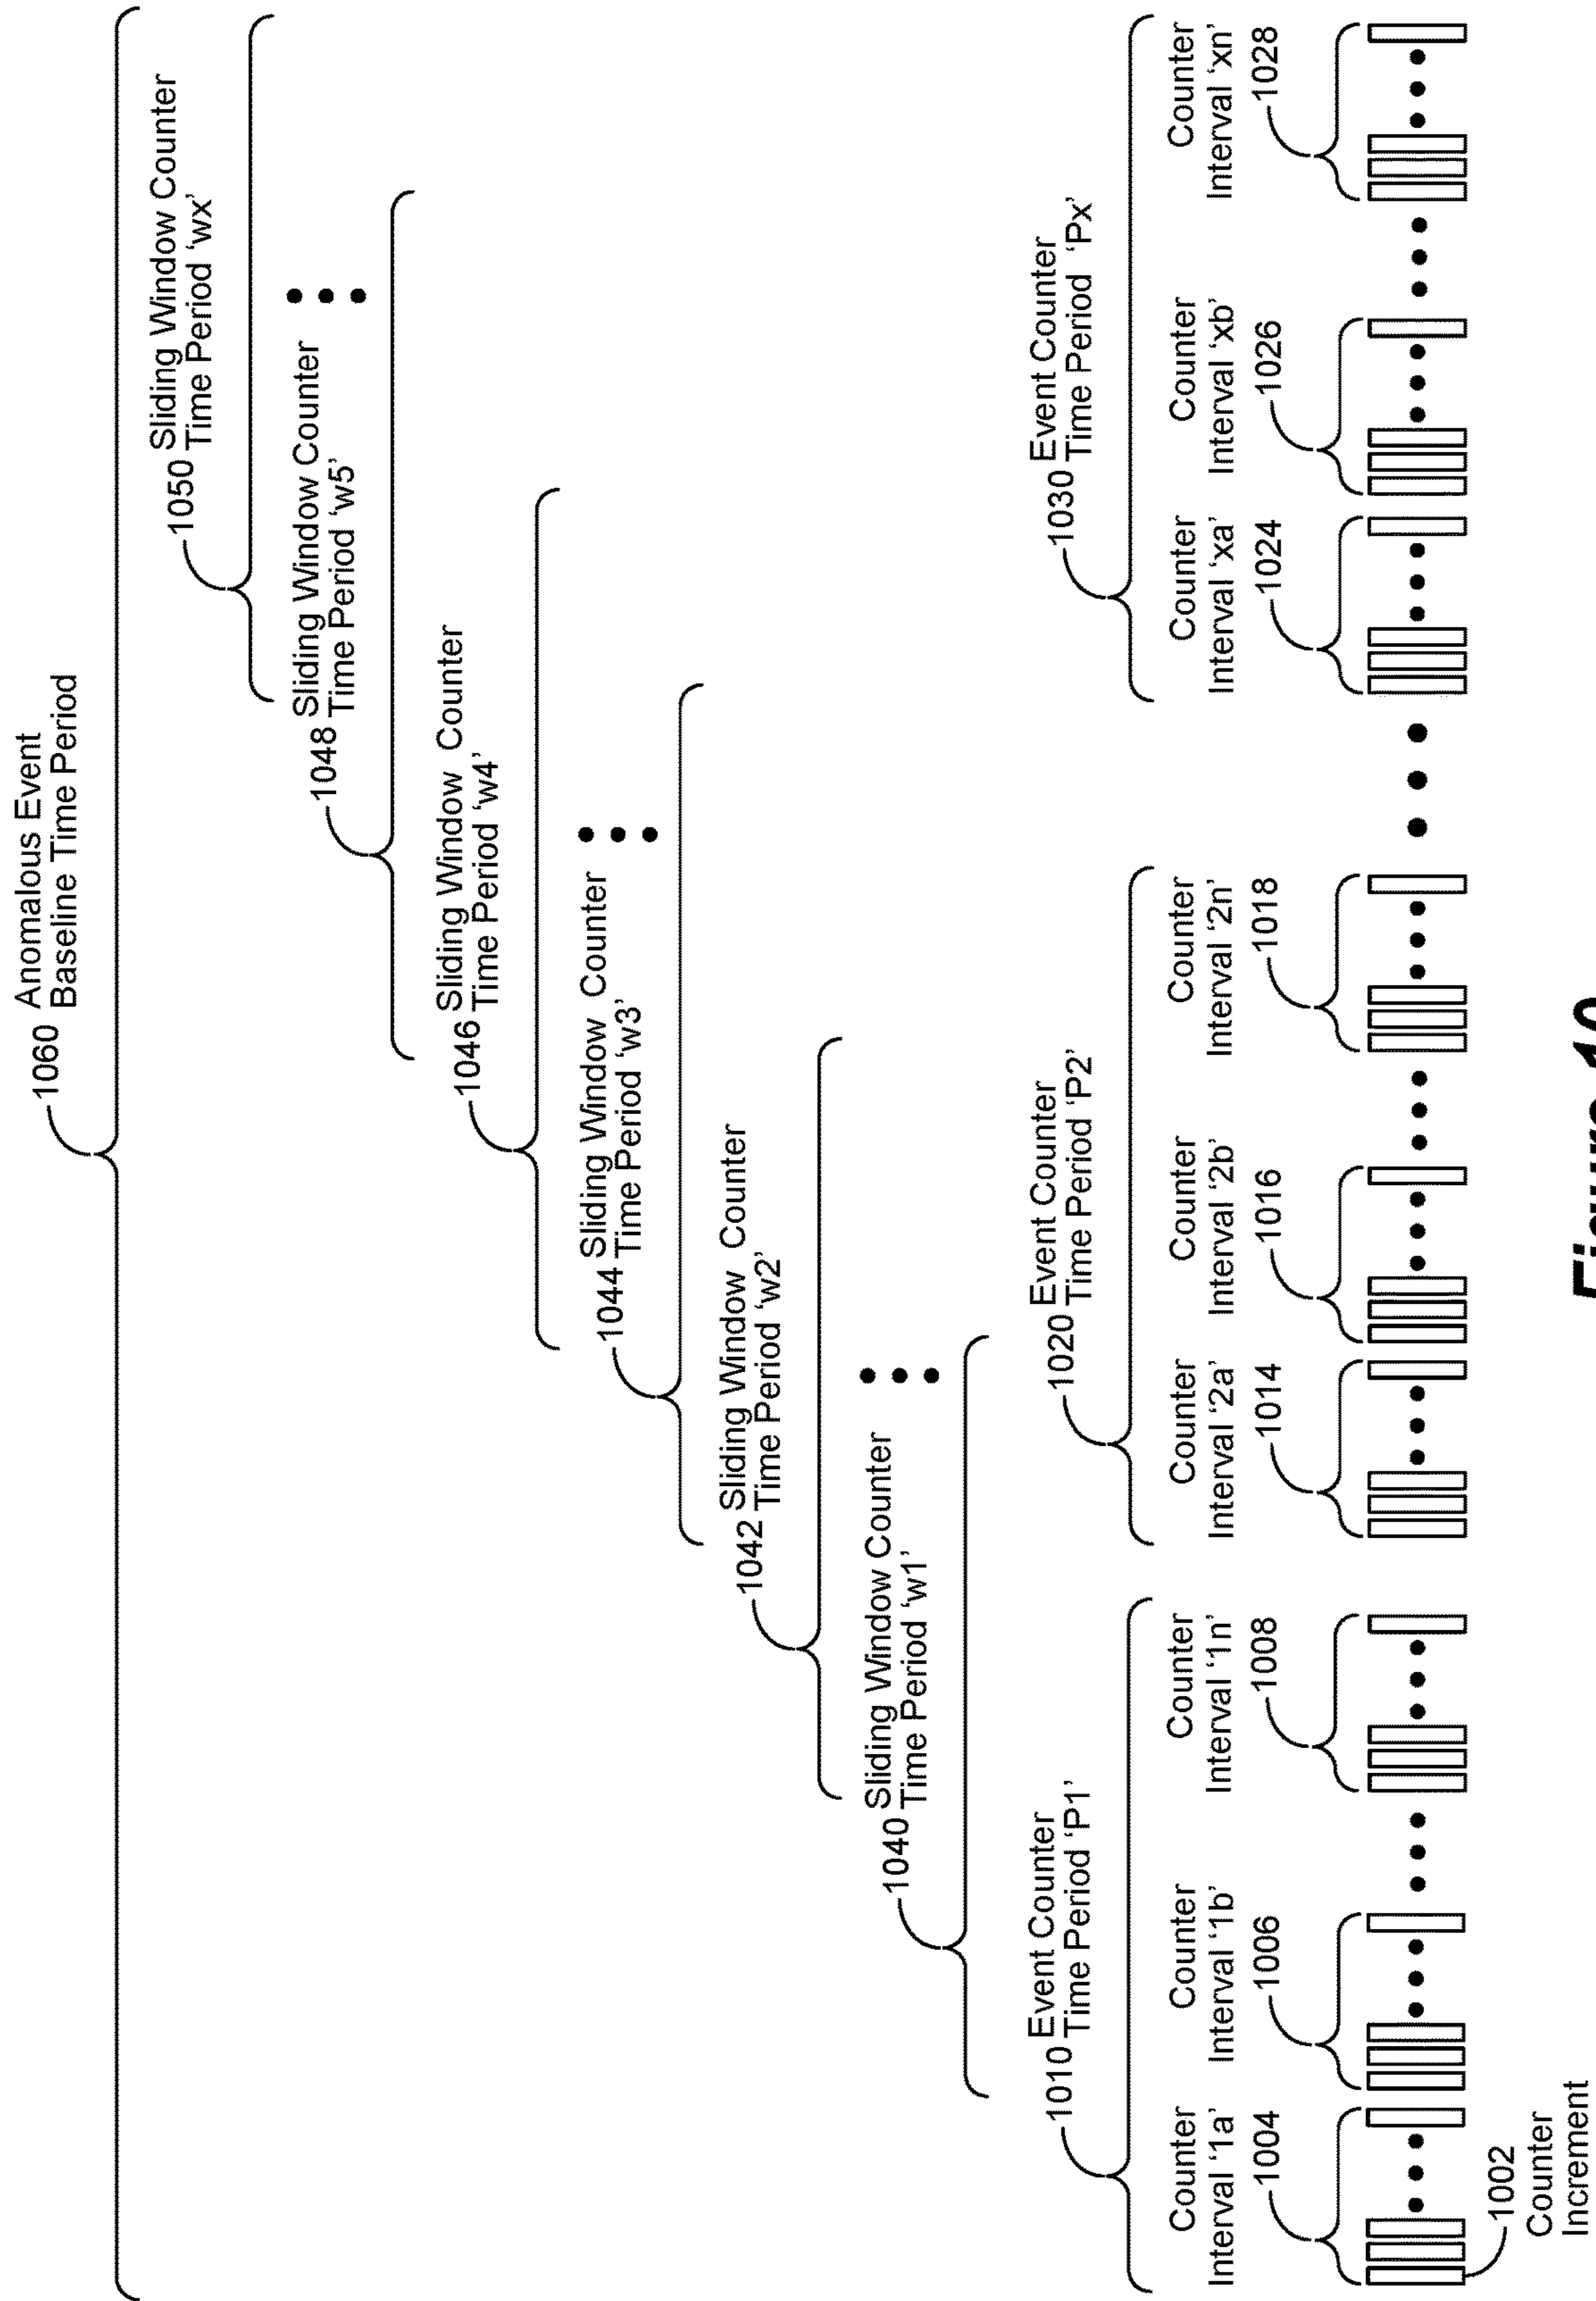 1060 Anomalous Event
Baseline Time Period
1050 Sliding Window Counter
Time Period ‘wx’
1048 Sliding Window Counter
Time Period ‘w5’
1046 Sliding Window Counter
Time Period ‘w4’
1044 Sliding Window Counter
Time Period ‘w3’
1042 Sliding Window Counter
Time Period ‘w2’
1040 Sliding Window Counter
Time Period ‘w1’
1010 Event Counter
Time Period ‘P1’
1020 Event Counter
Time Period ‘P2’
1030 Event Counter
Time Period ‘Px’
Counter
Interval ‘1a’
1004
Counter
Interval ‘1b’
1006
Counter
Interval ‘1n’
1008
Counter
Interval ‘2a’
1014
Counter
Interval ‘2b’
1016
Counter
Interval ‘2n’
1018
Counter
Interval ‘xa’
1024
Counter
Interval ‘xb’
1026
Counter
Interval ‘xn’
1028
1002
Counter
Increment
Figure 10